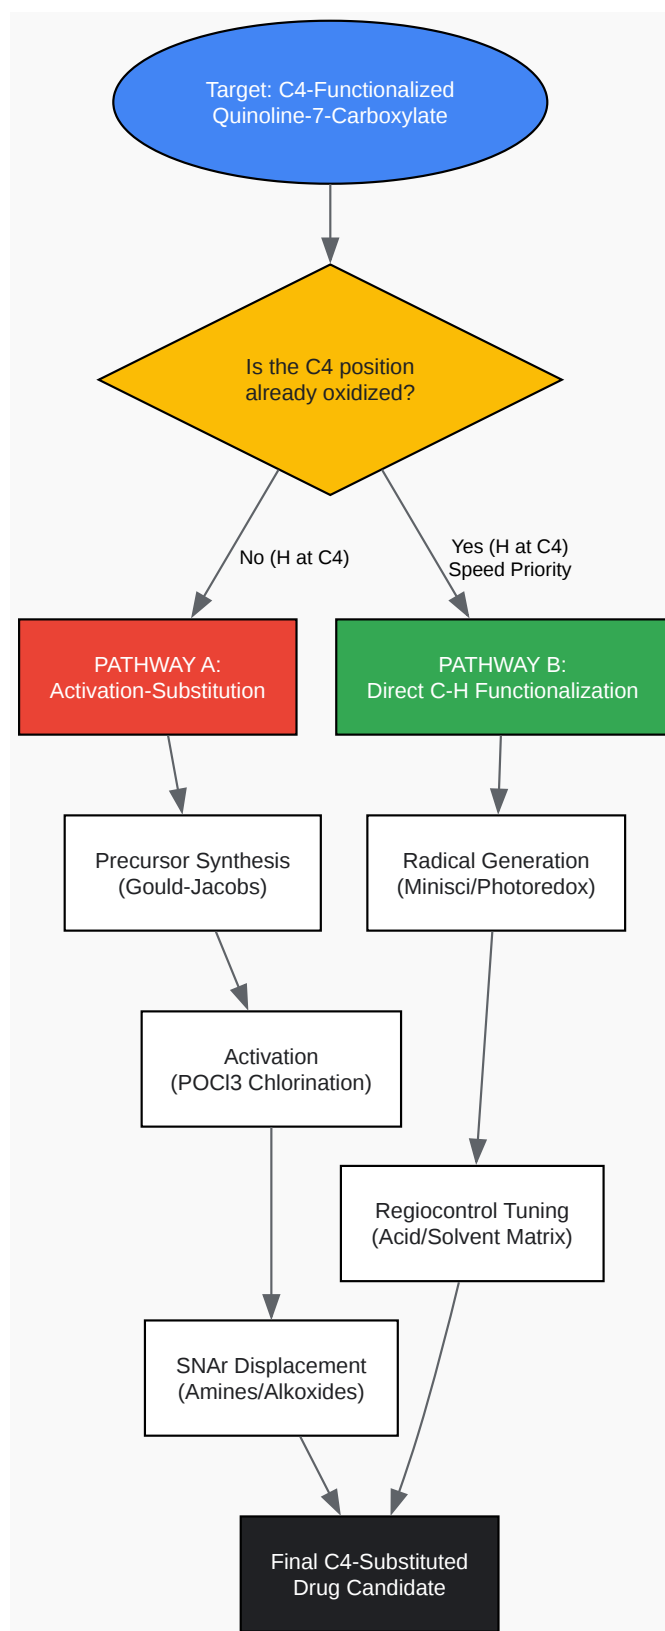 Target: C4-Functionalized
Quinoline-7-Carboxylate
Is the C4 position
already oxidized?
No (H at C4)
Yes (H at C4)
Speed Priority
PATHWAY A:
Activation-Substitution
PATHWAY B:
Direct C-H Functionalization
Precursor Synthesis
(Gould-Jacobs)
Radical Generation
(Minisci/Photoredox)
Activation
(POCl3 Chlorination)
Regiocontrol Tuning
(Acid/Solvent Matrix)
SNAr Displacement
(Amines/Alkoxides)
Final C4-Substituted
Drug Candidate